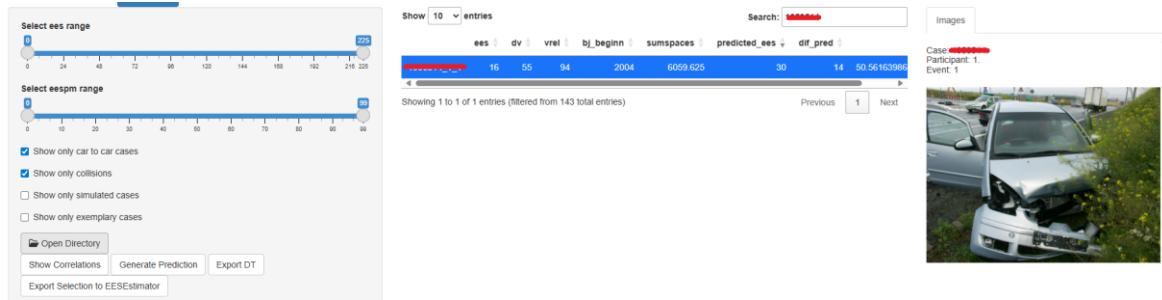 Select ees range
0 225
0 24 48 72 96 120 144 168 192 216 225
Select eespm range
0 99
0 10 20 30 40 50 60 70 80 90 99
Show only car to car cases
Show only collisions
Show only simulated cases
Show only exemplary cases
Open Directory
Show Correlations Generate Prediction Export DT
Export Selection to EESEstimator
Show 10 entries Search:
ees dv vrel bj_beginn sumspaces predicted_ees dif_pred
16 55 94 2004 6059.625 30 14 50.56163986
Showing 1 to 1 of 1 entries (filtered from 143 total entries) Previous 1 Next
Images
Case:
Participant: 1.
Event: 1